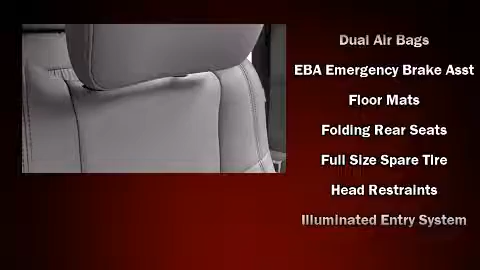 Dual Air Bags
EBA Emergency Brake Asst
Floor Mats
Folding Rear Seats
Full Size Spare Tire
Head Restraints
Illuminated Entry System